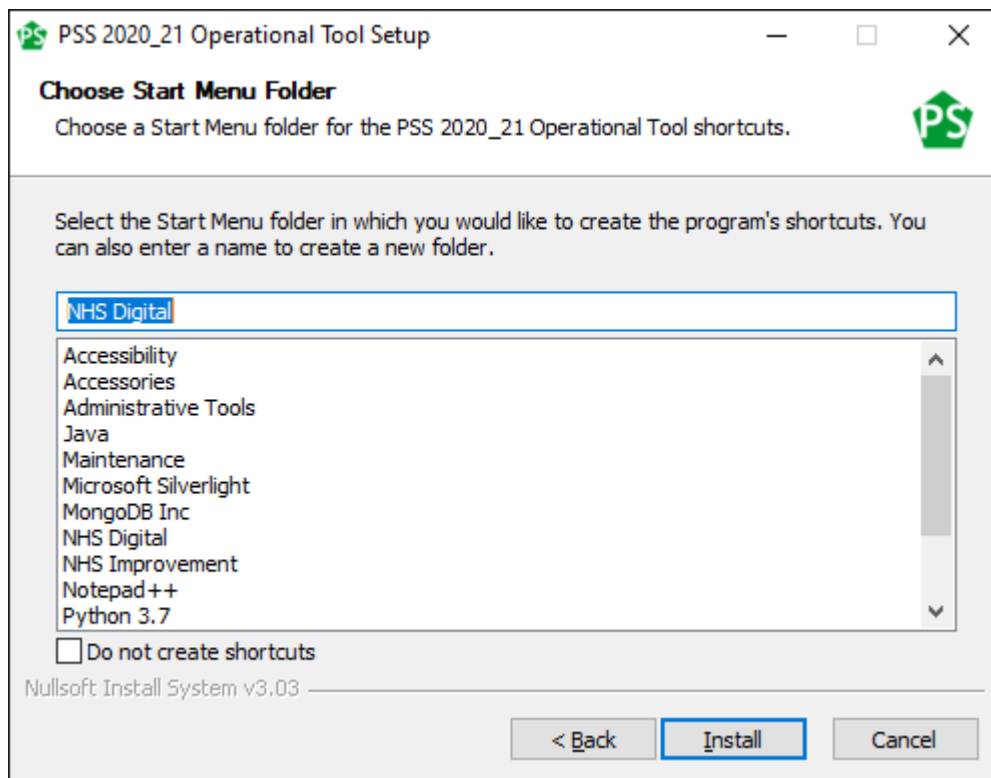 PS PSS 2020_21 Operational Tool Setup
Choose Start Menu Folder
Choose a Start Menu folder for the PSS 2020_21 Operational Tool shortcuts.
PS
Select the Start Menu folder in which you would like to create the program's shortcuts. You
can also enter a name to create a new folder.
NHS Digital
Accessibility
Accessories
Administrative Tools
Java
Maintenance
Microsoft Silverlight
MongoDB Inc
NHS Digital
NHS Improvement
Notepad++
Python 3.7
Do not create shortcuts
Nullsoft Install System v3.03
< Back Install Cancel